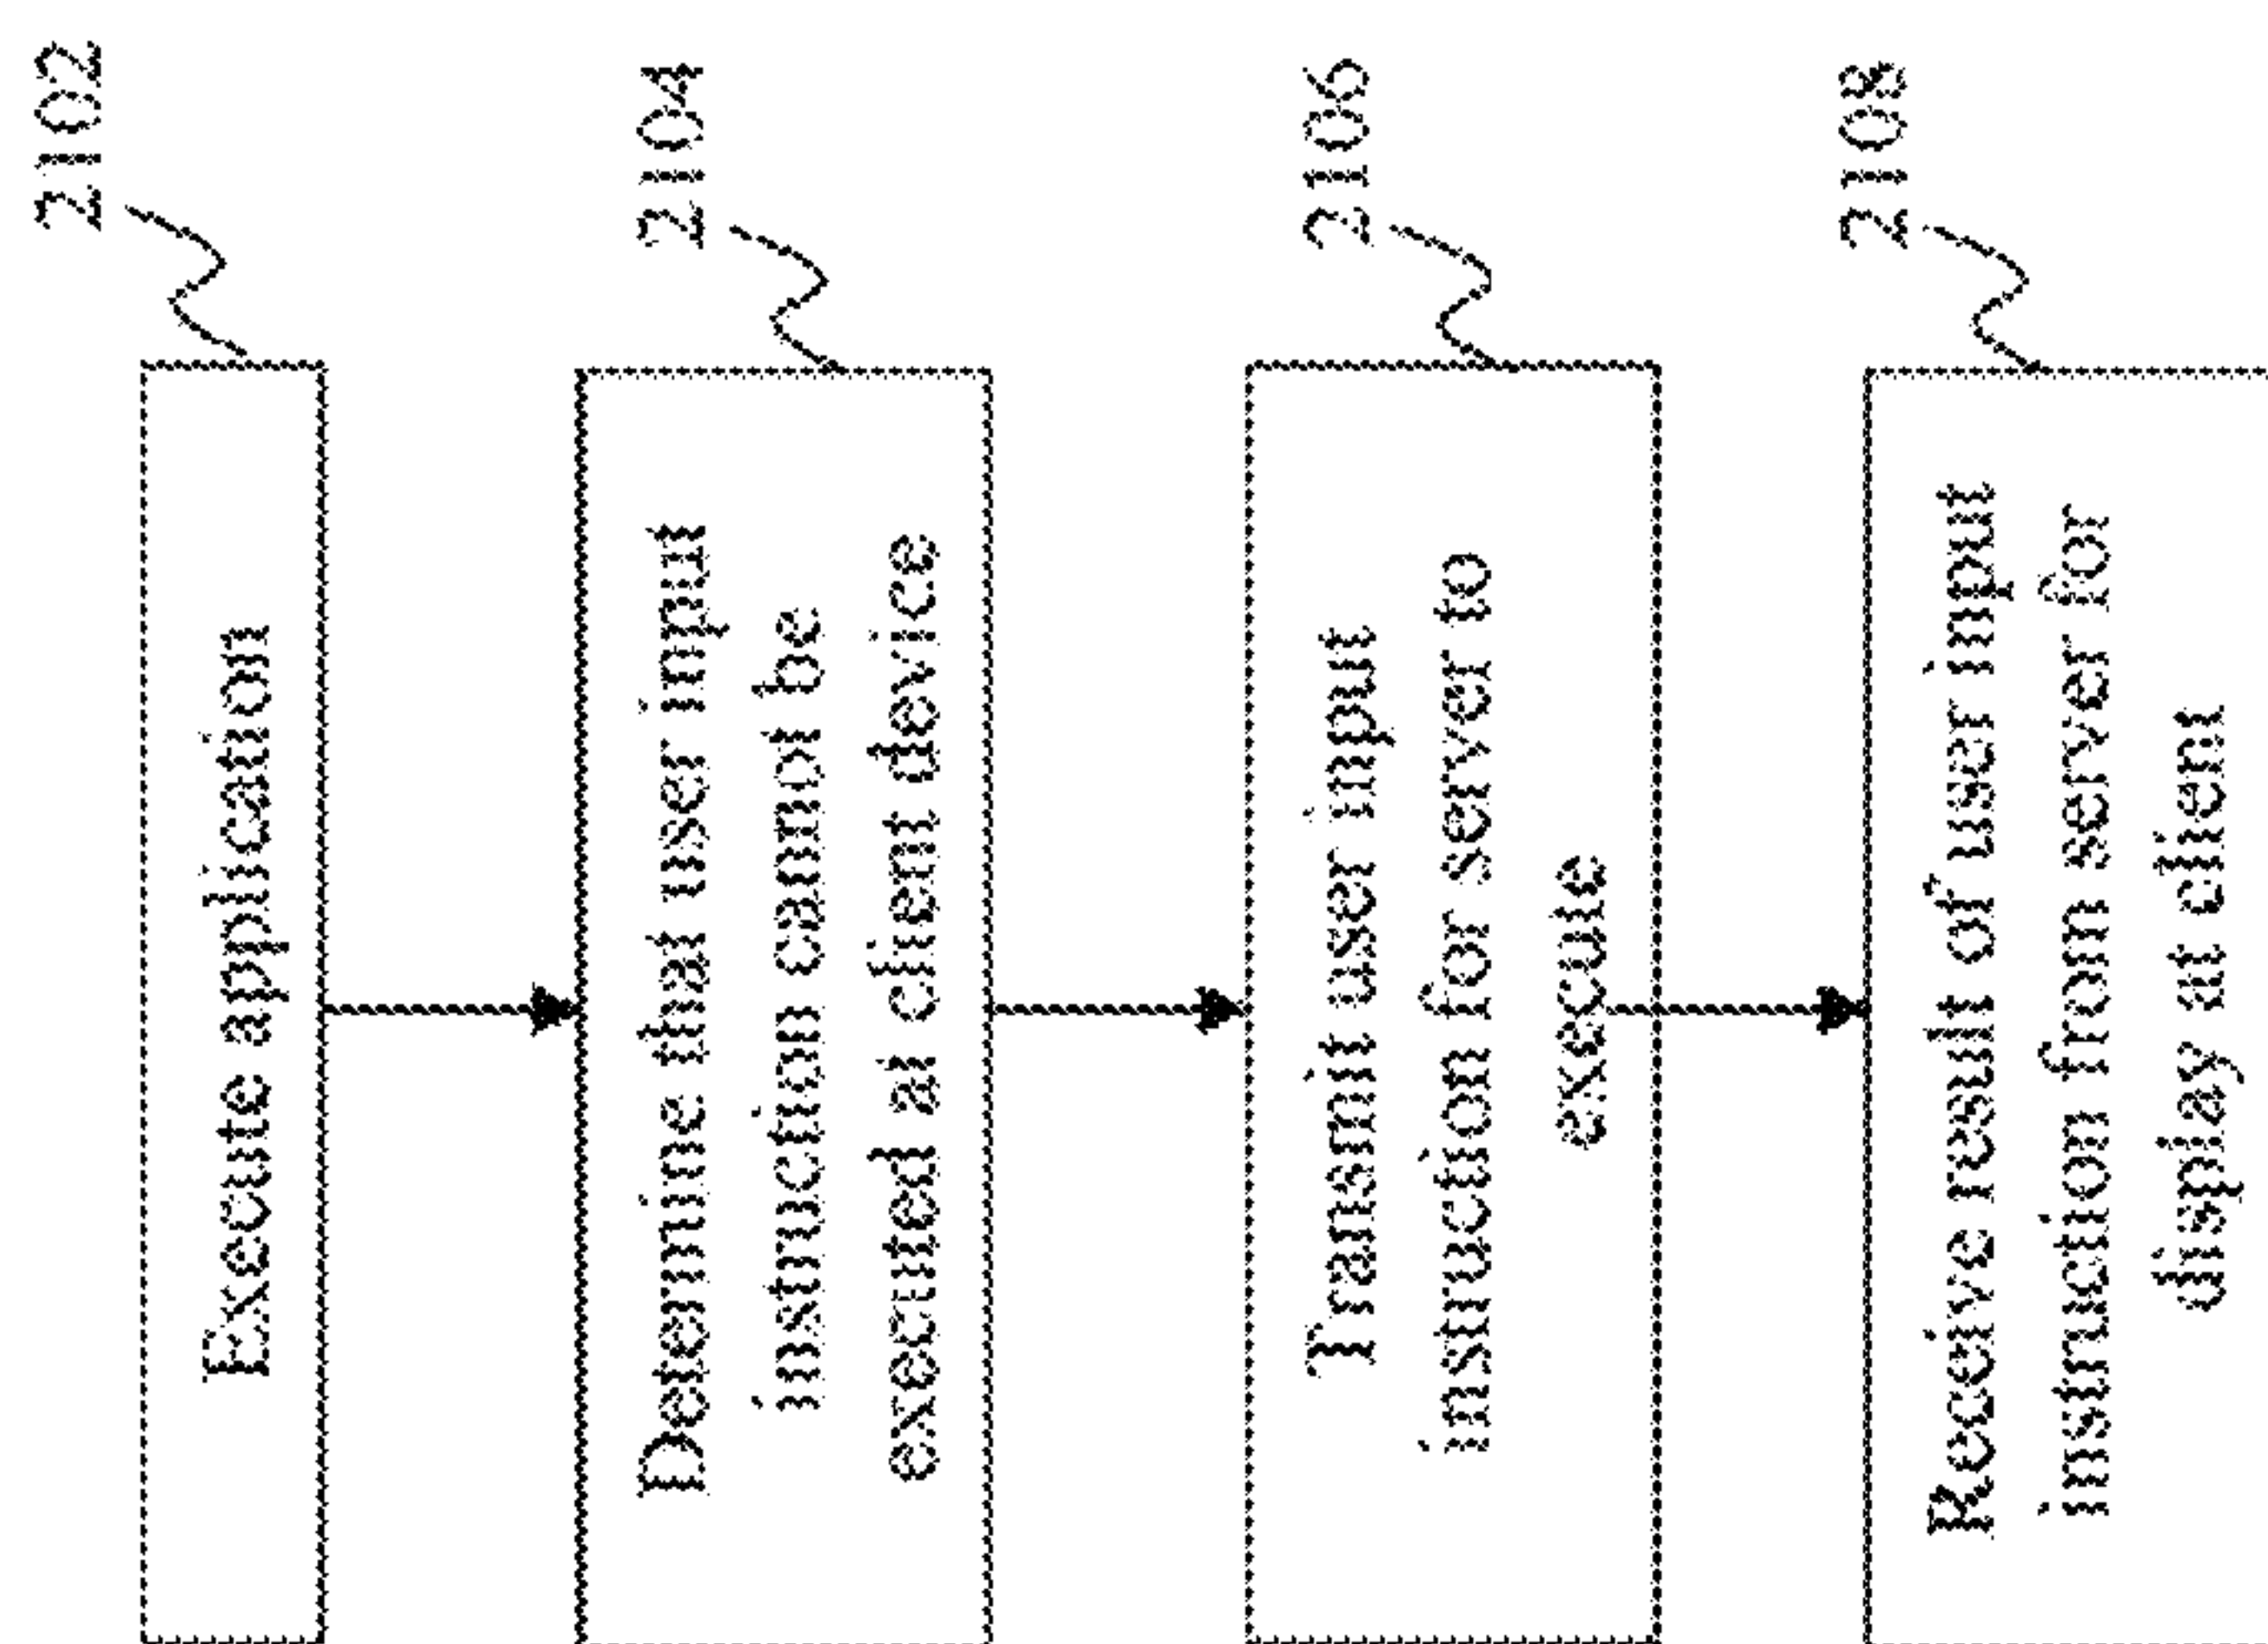 2102
Execute application
2104
Determine that user input
instruction cannot be
executed at client device
2106
Transmit user input
instruction for server to
execute
2108
Receive result of user input
instruction from server for
display at client